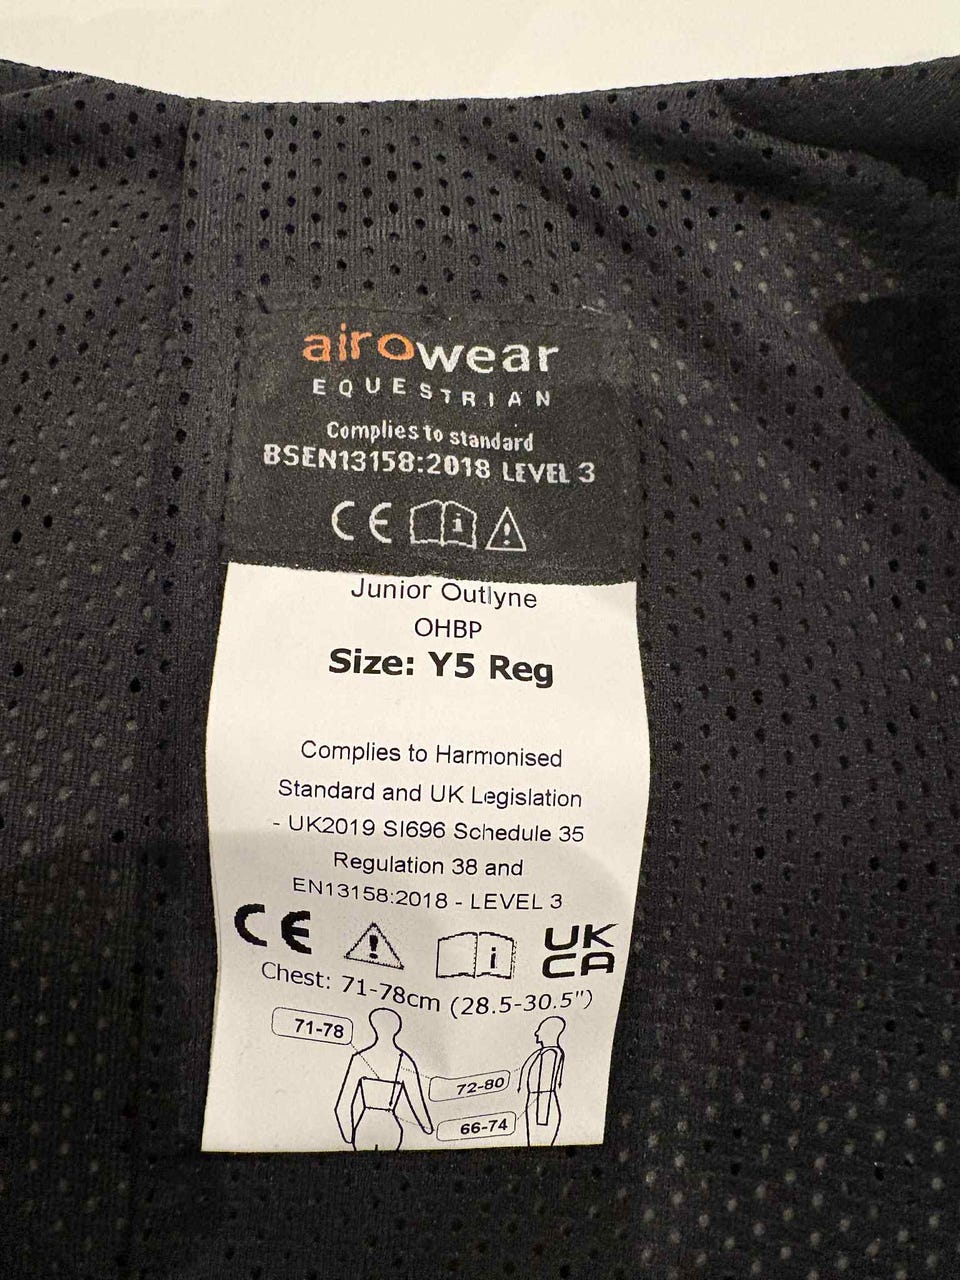 airowear
EQUESTRIAN
Complies to standard
BSEN13158:2018 LEVEL 3
CE i !
Junior Outlyne
OHBP
Size: Y5 Reg
Complies to Harmonised
Standard and UK Legislation
- UK2019 SI696 Schedule 35
Regulation 38 and
EN13158:2018 - LEVEL 3
CE ! i UK
CA
Chest: 71-78cm (28.5-30.5")
71-78
72-80
66-74